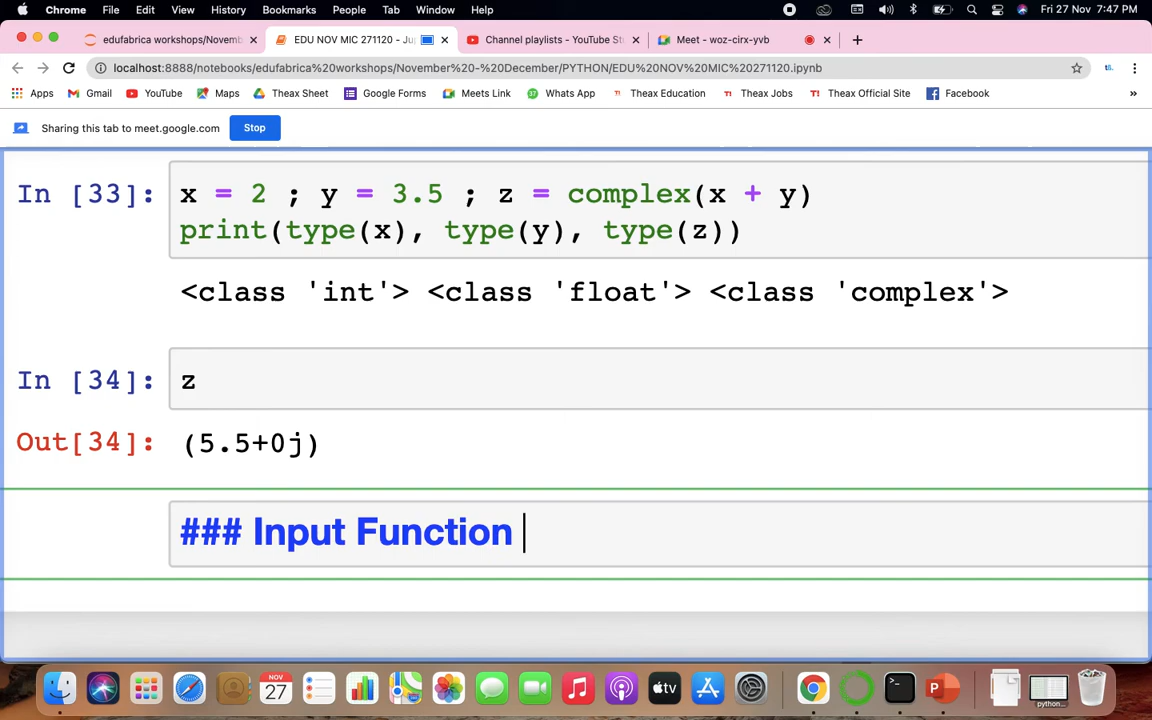 Chrome File Edit View History Bookmarks People Tab Window Help Fri 27 Nov 7:47 PM
edufabrica workshops/Novemb EDU NOV MIC 271120 - Ju Channel playlists - YouTube St Meet - woz-cirx-yvb
localhost:8888/notebooks/edufabrica%20workshops/November%20-%20December/PYTHON/EDU%20NOV%20MIC%20271120.ipynb
Apps Gmail YouTube Maps Theax Sheet Google Forms Meets Link Whats App Theax Education Theax Jobs Theax Official Site Facebook »
Sharing this tab to meet.google.com Stop
In [33]: x = 2 ; y = 3.5 ; z = complex(x + y)
print(type(x), type(y), type(z))
<class 'int'> <class 'float'> <class 'complex'>
In [34]: z
Out[34]: (5.5+0j)
### Input Function
NOV
27
tv
python...